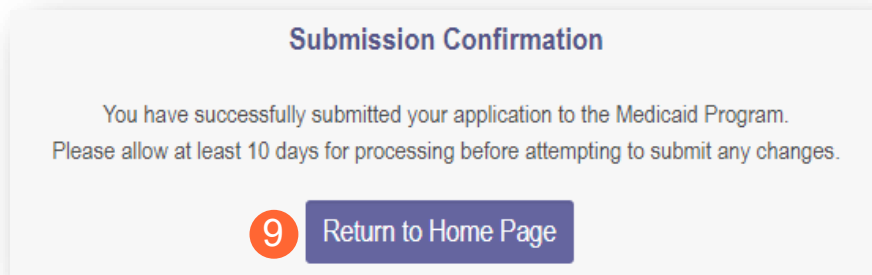 Submission Confirmation
You have successfully submitted your application to the Medicaid Program.
Please allow at least 10 days for processing before attempting to submit any changes.
9 Return to Home Page